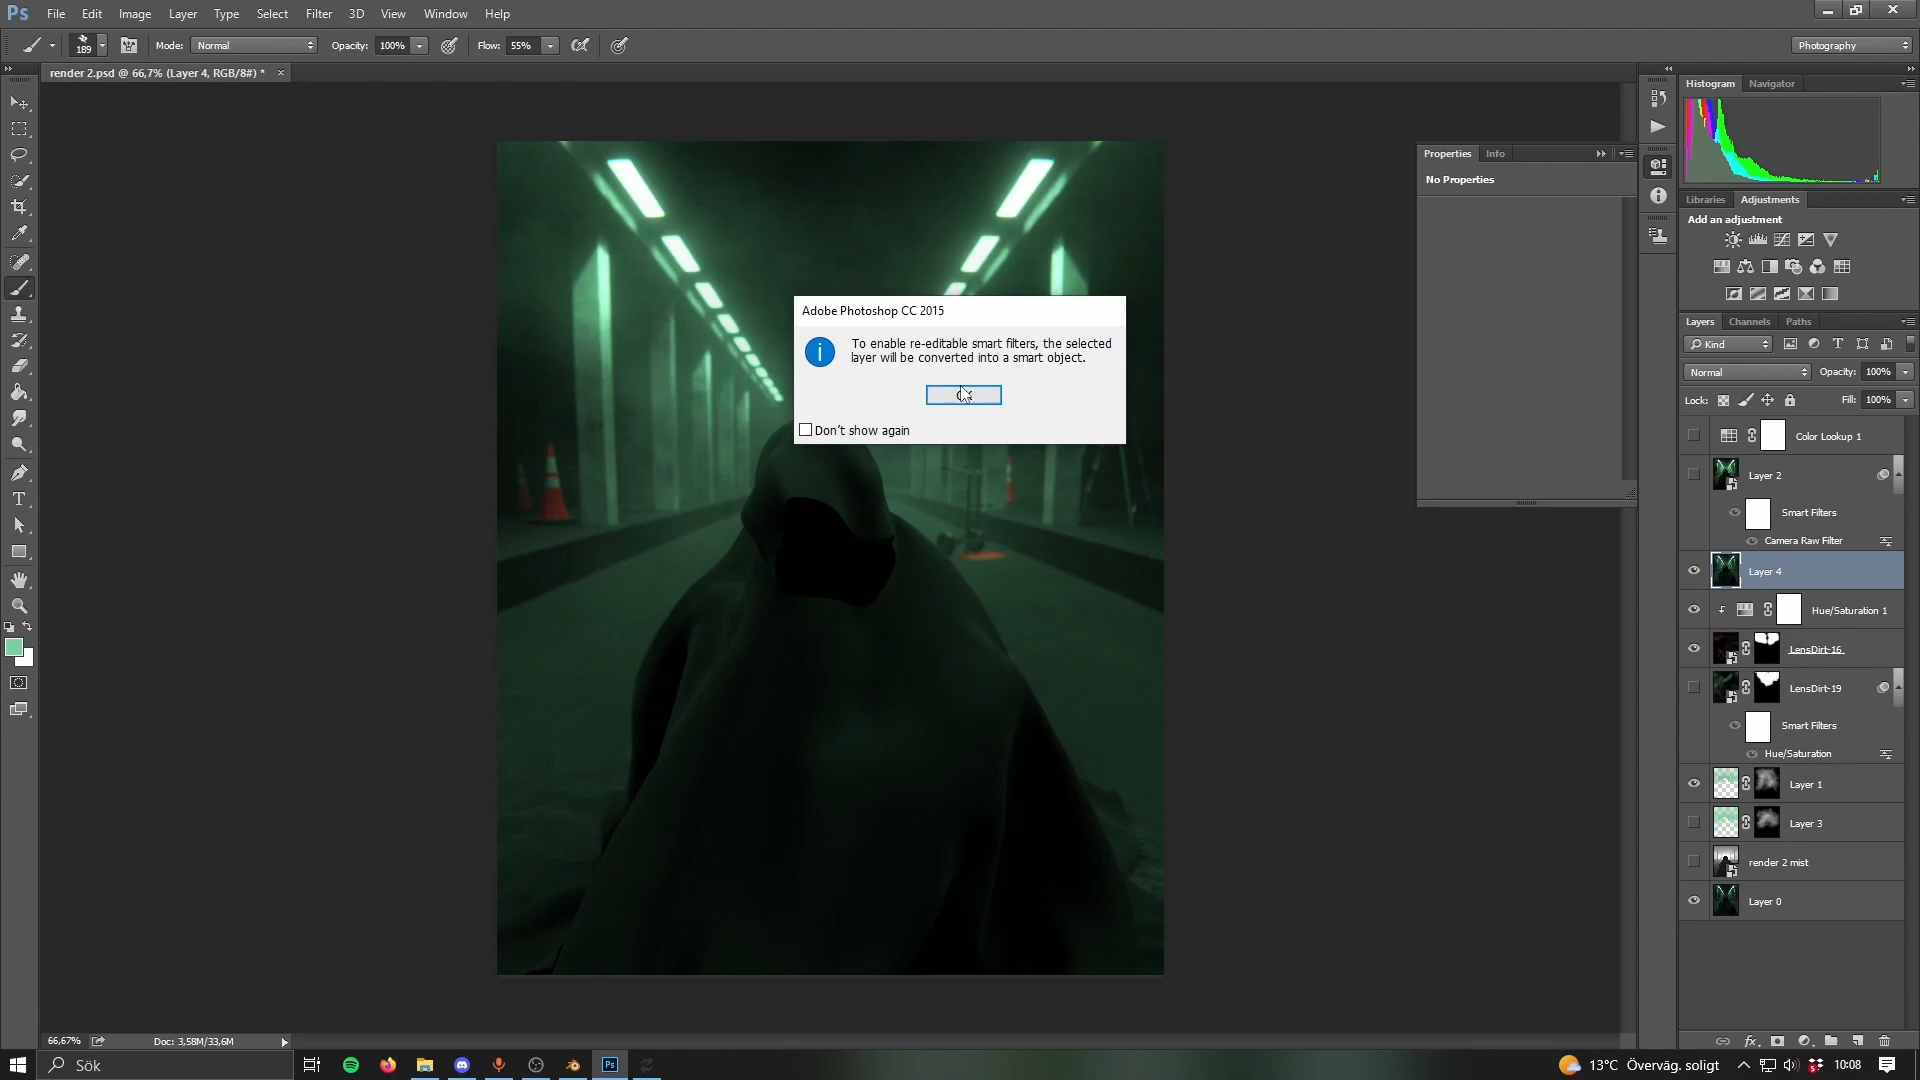 Ps File Edit Image Layer Type Select Filter 3D View Window Help
189 Mode: Normal Opacity: 100% Flow: 55% Photography
render 2.psd @ 66,7% (Layer 4, RGB/8#) *
Histogram Navigator
Properties Info
No Properties
Libraries Adjustments
Add an adjustment
Adobe Photoshop CC 2015
To enable re-editable smart filters, the selected
layer will be converted into a smart object.
Don't show again
Layers Channels Paths
Kind
Normal Opacity: 100%
Lock: Fill: 100%
Color Lookup 1
Layer 2
Smart Filters
Camera Raw Filter
Layer 4
Hue/Saturation 1
LensDirt-16
LensDirt-19
Smart Filters
Hue/Saturation
Layer 1
Layer 3
render 2 mist
Layer 0
66,67% Doc: 3,58M/33,6M
Sök
Ps
13°C Överväg. soligt 10:08